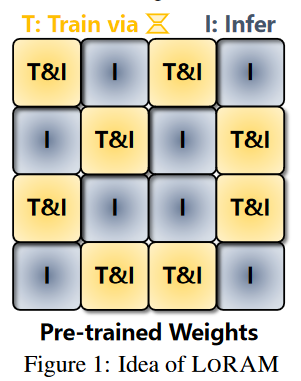 T: Train via I: Infer
T&I I T&I I
I T&I I T&I
T&I I I T&I
I T&I T&I I
Pre-trained Weights
Figure 1: Idea of LORAM